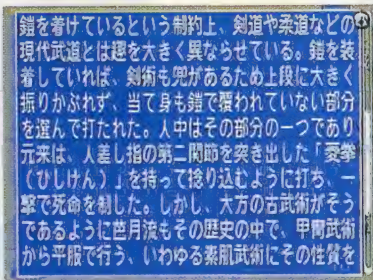 鎧を着けているという制約上、剣道や柔道などの
現代武道とは趣を大きく異ならせている。鎧を装
着していれば、剣術も兜があるため上段に大きく
振りかぶれず、当て身も鎧で覆われていない部分
を選んで打たれた。人中はその部分の一つであり
元来は、人差し指の第二関節を突き出した「菱拳
（びしけん）」を持って捻り込むように打ち、一
撃で死命を制した。しかし、大方の古武術がそう
であるように芭月流もその歴史の中で、甲冑武術
から平服で行う、いわゆる素肌武術にその性質を